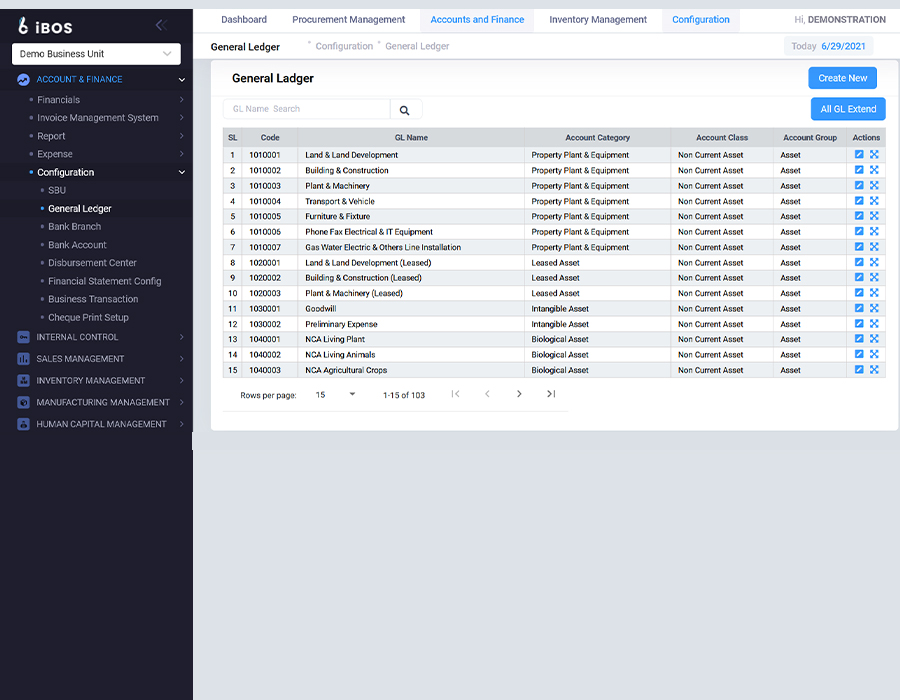 iBOS
Demo Business Unit
ACCOUNT & FINANCE
Financials
Invoice Management System
Report
Expense
Configuration
SBU
General Ledger
Bank Branch
Bank Account
Disbursement Center
Financial Statement Config
Business Transaction
Cheque Print Setup
INTERNAL CONTROL
SALES MANAGEMENT
INVENTORY MANAGEMENT
MANUFACTURING MANAGEMENT
HUMAN CAPITAL MANAGEMENT
Dashboard Procurement Management Accounts and Finance Inventory Management Configuration Hi, DEMONSTRATION
General Ledger Configuration General Ledger Today 6/29/2021
General Ladger Create New
GL Name Search All GL Extend
SL Code GL Name Account Category Account Class Account Group Actions
1 1010001 Land & Land Development Property Plant & Equipment Non Current Asset Asset
2 1010002 Building & Construction Property Plant & Equipment Non Current Asset Asset
3 1010003 Plant & Machinery Property Plant & Equipment Non Current Asset Asset
4 1010004 Transport & Vehicle Property Plant & Equipment Non Current Asset Asset
5 1010005 Furniture & Fixture Property Plant & Equipment Non Current Asset Asset
6 1010006 Phone Fax Electrical & IT Equipment Property Plant & Equipment Non Current Asset Asset
7 1010007 Gas Water Electric & Others Line Installation Property Plant & Equipment Non Current Asset Asset
8 1020001 Land & Land Development (Leased) Leased Asset Non Current Asset Asset
9 1020002 Building & Construction (Leased) Leased Asset Non Current Asset Asset
10 1020003 Plant & Machinery (Leased) Leased Asset Non Current Asset Asset
11 1030001 Goodwill Intangible Asset Non Current Asset Asset
12 1030002 Preliminary Expense Intangible Asset Non Current Asset Asset
13 1040001 NCA Living Plant Biological Asset Non Current Asset Asset
14 1040002 NCA Living Animals Biological Asset Non Current Asset Asset
15 1040003 NCA Agricultural Crops Biological Asset Non Current Asset Asset
Rows per page: 15 1-15 of 103